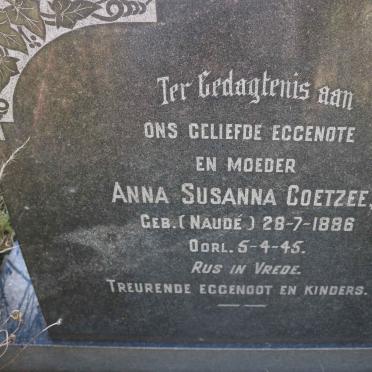 Ter Gedagtenis aan
ONS GELIEFDE EGGENOTE
EN MOEDER
ANNA SUSANNA COETZEE,
GEB. (NAUDÉ) 28-7-1886
OORL. 5-4-45.
RUS IN VREDE.
TREURENDE EGGENOOT EN KINDERS.